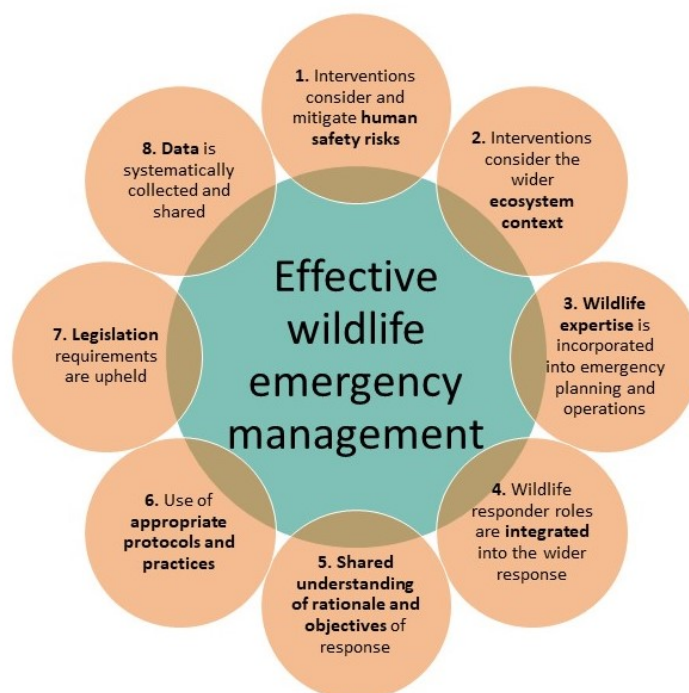 Effective
wildlife
emergency
management
1. Interventions
consider and
mitigate human
safety risks
2. Interventions
consider the
wider
ecosystem
context
3. Wildlife
expertise is
incorporated
into emergency
planning and
operations
4. Wildlife
responder roles
are integrated
into the wider
response
5. Shared
understanding
of rationale and
objectives of
response
6. Use of
appropriate
protocols and
practices
7. Legislation
requirements
are upheld
8. Data is
systematically
collected and
shared